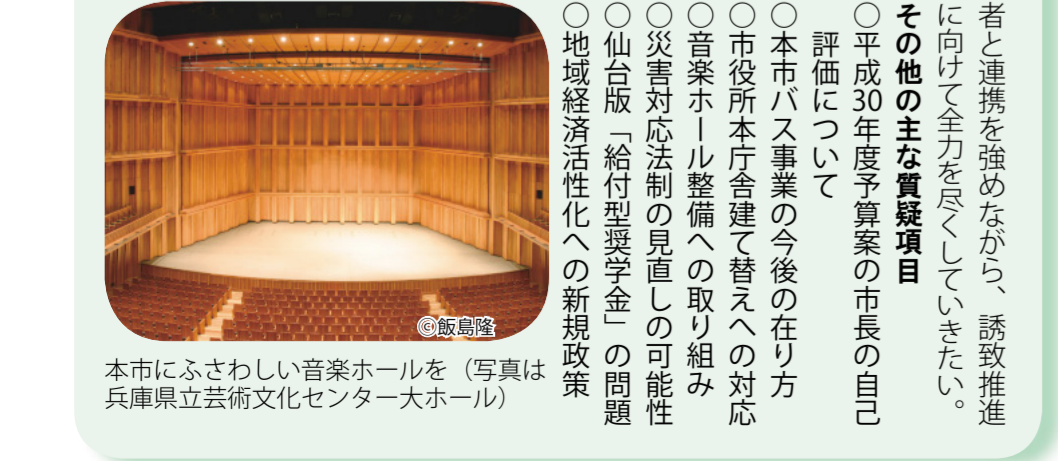 者と連携を強めながら、誘致推進
に向けて全力を尽くしていきたい。
その他の主な質疑項目
○平成30年度予算案の市長の自己
評価について
○本市バス事業の今後の在り方
○市役所本庁舎建て替えへの対応
○音楽ホール整備への取り組み
○災害対応法制の見直しの可能性
○仙台版「給付型奨学金」の問題
○地域経済活性化への新規政策
©飯島隆
本市にふさわしい音楽ホールを（写真は
兵庫県立芸術文化センター大ホール）